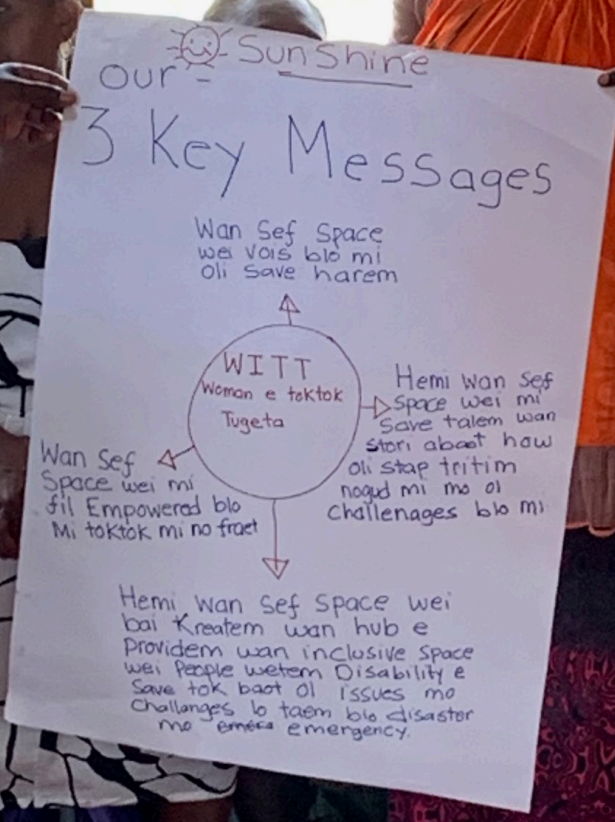 Sunshine
our -
3 Key Messages
Wan Sef Space
wei vois blo mi
oli save harem
WITT
Woman e toktok
Tugeta
Hemi wan sef
space wei mi
save talem wan
stori abaot how
oli stap tritim
nogud mi mo ol
challenages blo mi
Wan Sef
Space wei mi
fil Empowered blo
Mi toktok mi no fraet
Hemi wan sef space wei
bai kreatem wan hub e
providem wan inclusive space
wei People wetem Disability e
save tok baot ol issues mo
challanges lo taem blo disaster
mo emergency.